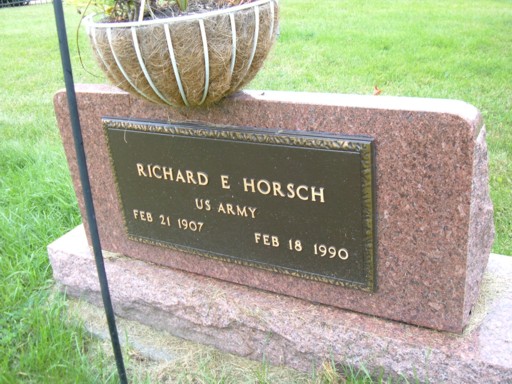 RICHARD E HORSCH
US ARMY
FEB 21 1907 FEB 18 1990